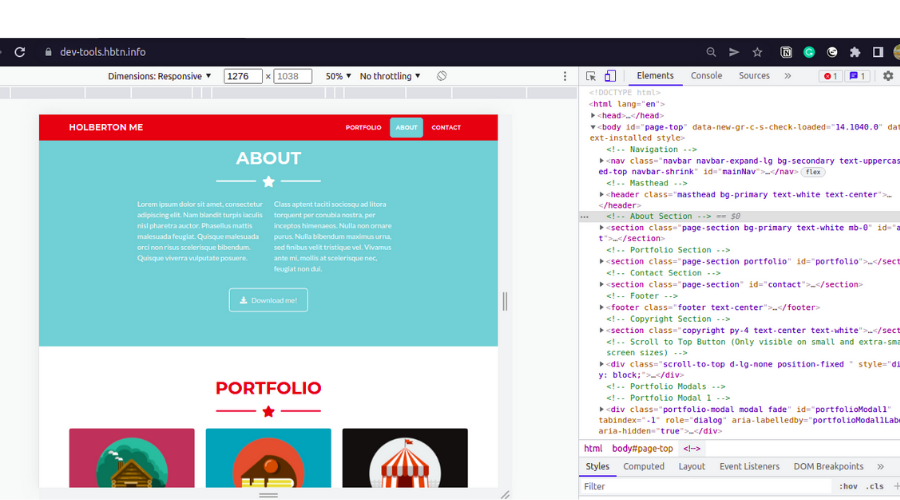 dev-tools.hbtn.info
Dimensions: Responsive ▼ 1276 × 1038 50% ▼ No throttling ▼
Elements Console Sources » 1 1
HOLBERTON ME PORTFOLIO ABOUT CONTACT
ABOUT
Lorem ipsum dolor sit amet, consectetur
adipiscing elit. Nam blandit turpis iaculis
nisl pharetra auctor. Phasellus mattis
malesuada feugiat. Quisque malesuada
orci non risus scelerisque bibendum.
Quisque viverra vulputate posuere.
Class aptent taciti sociosqu ad litora
torquent per conubia nostra, per
inceptos himenaeos. Nulla non ornare
purus. Nulla bibendum maximus urna,
sed finibus velit tristique vel. Vivamus
ante mi, mollis at scelerisque nec,
feugiat non dui.
Download me!
PORTFOLIO
<!DOCTYPE html>
<html lang="en">
▶<head>…</head>
▼<body id="page-top" data-new-gr-c-s-check-loaded="14.1040.0" dat
ext-installed style>
<!-- Navigation -->
▶<nav class="navbar navbar-expand-lg bg-secondary text-uppercas
ed-top navbar-shrink" id="mainNav">…</nav> flex
<!-- Masthead -->
▶<header class="masthead bg-primary text-white text-center">…
</header>
<!-- About Section --> == $0
▶<section class="page-section bg-primary text-white mb-0" id="a
t">…</section>
<!-- Portfolio Section -->
▶<section class="page-section portfolio" id="portfolio">…</sect
<!-- Contact Section -->
▶<section class="page-section" id="contact">…</section>
<!-- Footer -->
▶<footer class="footer text-center">…</footer>
<!-- Copyright Section -->
▶<section class="copyright py-4 text-center text-white">…</sect
<!-- Scroll to Top Button (Only visible on small and extra-sma
screen sizes) -->
▶<div class="scroll-to-top d-lg-none position-fixed " style="di
y: block;">…</div>
<!-- Portfolio Modals -->
<!-- Portfolio Modal 1 -->
▶<div class="portfolio-modal modal fade" id="portfolioModal1"
tabindex="-1" role="dialog" aria-labelledby="portfolioModal1Labe
aria-hidden="true">…</div>
html body#page-top <!-->
Styles Computed Layout Event Listeners DOM Breakpoints »
Filter :hov .cls +